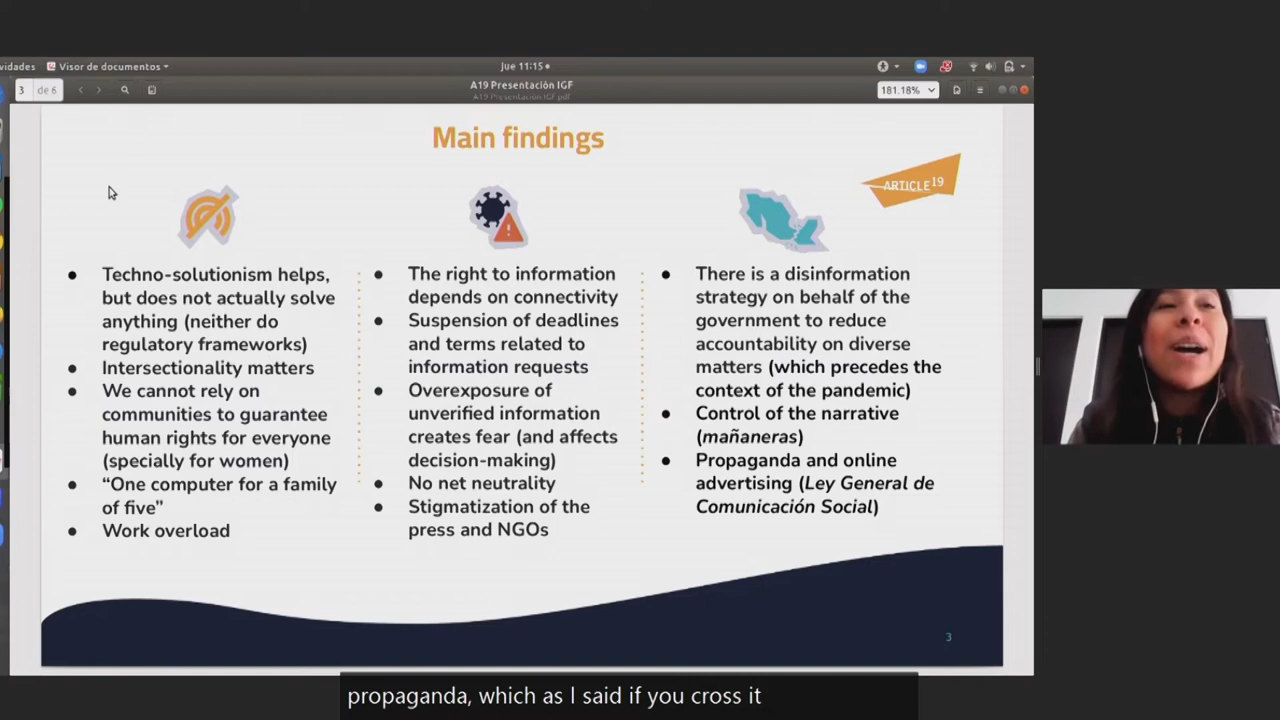 vidades
Visor de documentos
Jue 11:15
3
de 6
A19 Presentación IGF
A19 Presentación IGF.pdf
181.18%
Main findings
ARTICLE 19
Techno-solutionism helps,
but does not actually solve
anything (neither do
regulatory frameworks)
Intersectionality matters
We cannot rely on
communities to guarantee
human rights for everyone
(specially for women)
“One computer for a family
of five”
Work overload
The right to information
depends on connectivity
Suspension of deadlines
and terms related to
information requests
Overexposure of
unverified information
creates fear (and affects
decision-making)
No net neutrality
Stigmatization of the
press and NGOs
There is a disinformation
strategy on behalf of the
government to reduce
accountability on diverse
matters (which precedes the
context of the pandemic)
Control of the narrative
(mañaneras)
Propaganda and online
advertising (Ley General de
Comunicación Social)
3
propaganda, which as I said if you cross it